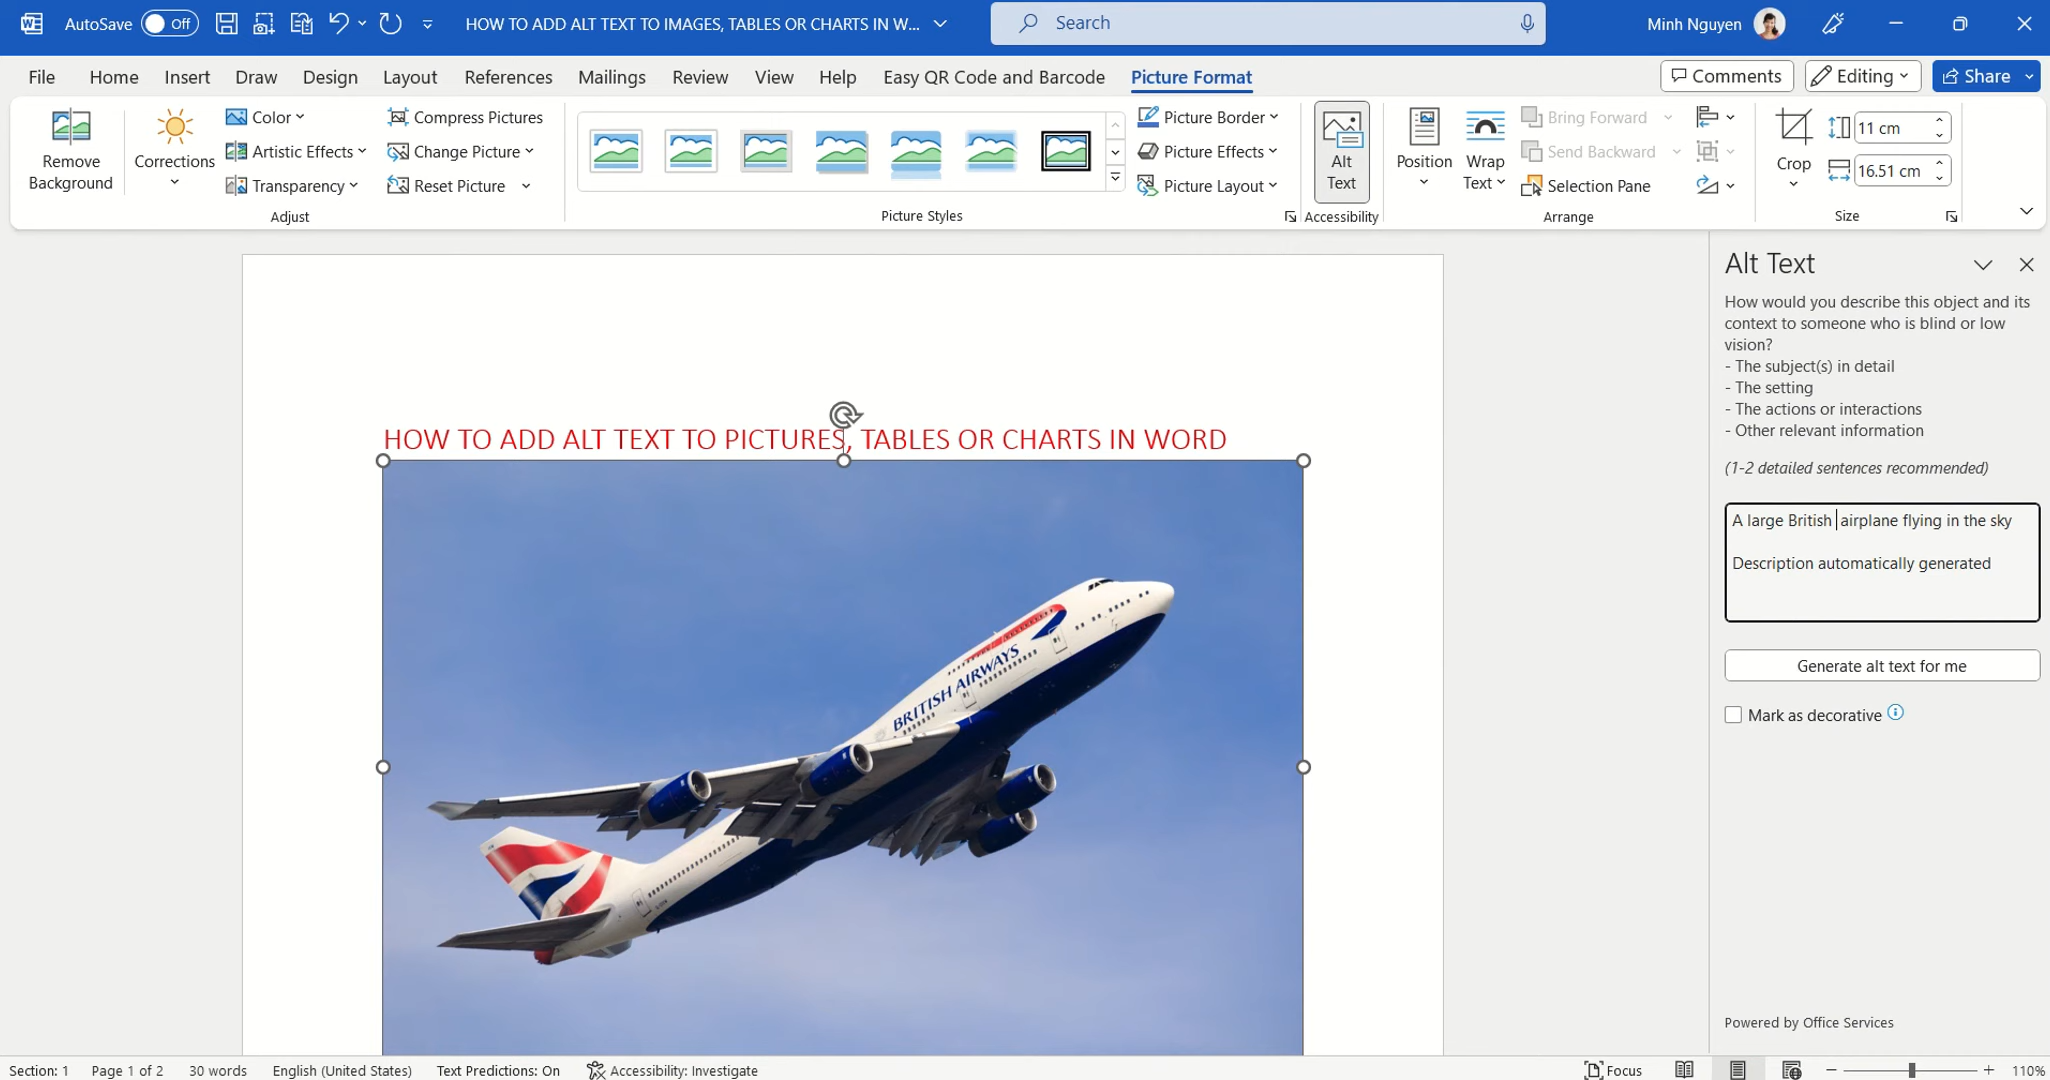 AutoSave Off HOW TO ADD ALT TEXT TO IMAGES, TABLES OR CHARTS IN W... Search Minh Nguyen
File Home Insert Draw Design Layout References Mailings Review View Help Easy QR Code and Barcode Picture Format Comments Editing Share
Remove Background
Corrections
Color
Artistic Effects
Transparency
Compress Pictures
Change Picture
Reset Picture
Adjust
Picture Styles
Picture Border
Picture Effects
Picture Layout
Alt Text
Accessibility
Position
Wrap Text
Bring Forward
Send Backward
Selection Pane
Arrange
Crop
11 cm
16.51 cm
Size
HOW TO ADD ALT TEXT TO PICTURES, TABLES OR CHARTS IN WORD
BRITISH AIRWAYS
Alt Text
How would you describe this object and its
context to someone who is blind or low
vision?
- The subject(s) in detail
- The setting
- The actions or interactions
- Other relevant information
(1-2 detailed sentences recommended)
A large British airplane flying in the sky
Description automatically generated
Generate alt text for me
Mark as decorative
Powered by Office Services
Section: 1 Page 1 of 2 30 words English (United States) Text Predictions: On Accessibility: Investigate Focus 110%